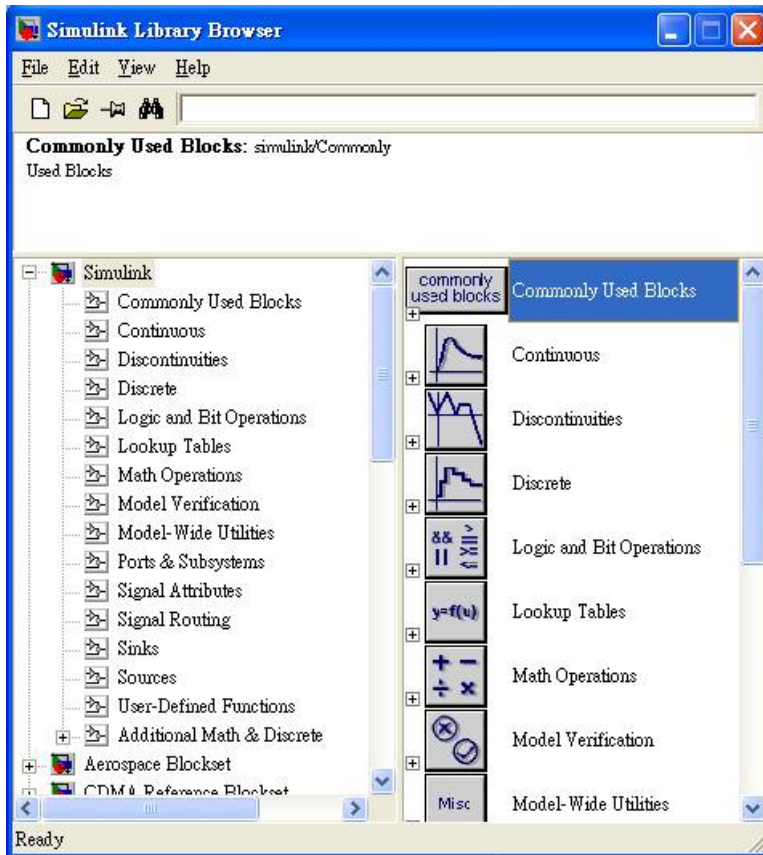 Simulink Library Browser
File Edit View Help
Commonly Used Blocks: simulink/Commonly
Used Blocks
Simulink
Commonly Used Blocks
Continuous
Discontinuities
Discrete
Logic and Bit Operations
Lookup Tables
Math Operations
Model Verification
Model-Wide Utilities
Ports & Subsystems
Signal Attributes
Signal Routing
Sinks
Sources
User-Defined Functions
Additional Math & Discrete
Aerospace Blockset
CDMA Reference Blockset
commonly
used blocks
Commonly Used Blocks
Continuous
Discontinuities
Discrete
&& > || >= <=
Logic and Bit Operations
y=f(u)
Lookup Tables
+ −
÷ ×
Math Operations
Model Verification
Misc
Model-Wide Utilities
Ready